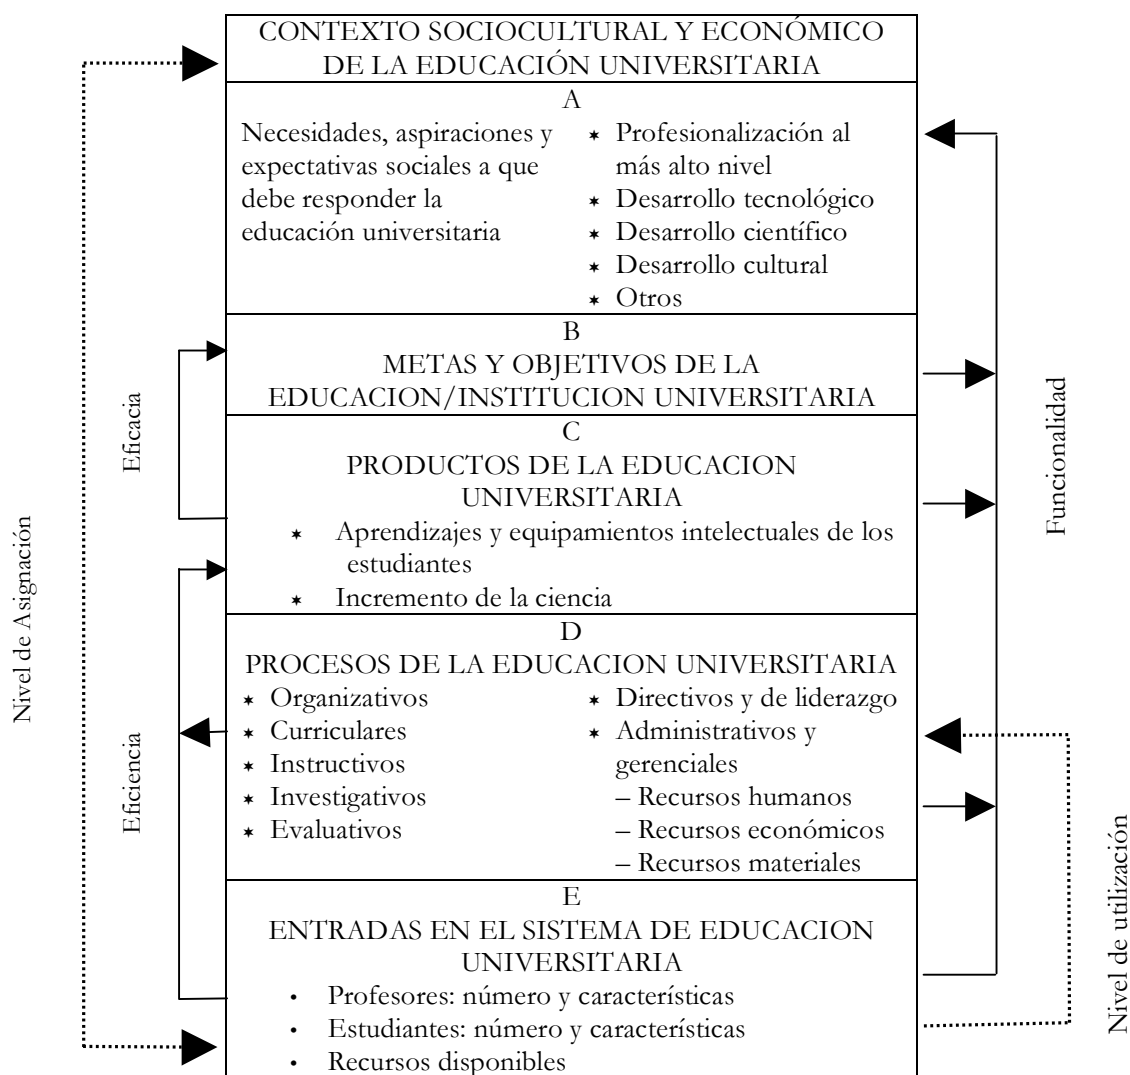 CONTEXTO SOCIOCULTURAL Y ECONÓMICO
DE LA EDUCACIÓN UNIVERSITARIA
A
Necesidades, aspiraciones y
expectativas sociales a que
debe responder la
educación universitaria
✶ Profesionalización al
más alto nivel
✶ Desarrollo tecnológico
✶ Desarrollo científico
✶ Desarrollo cultural
✶ Otros
B
METAS Y OBJETIVOS DE LA
EDUCACION/INSTITUCION UNIVERSITARIA
C
PRODUCTOS DE LA EDUCACION
UNIVERSITARIA
✶ Aprendizajes y equipamientos intelectuales de los
estudiantes
✶ Incremento de la ciencia
D
PROCESOS DE LA EDUCACION UNIVERSITARIA
✶ Organizativos
✶ Curriculares
✶ Instructivos
✶ Investigativos
✶ Evaluativos
✶ Directivos y de liderazgo
✶ Administrativos y
gerenciales
– Recursos humanos
– Recursos económicos
– Recursos materiales
E
ENTRADAS EN EL SISTEMA DE EDUCACION
UNIVERSITARIA
• Profesores: número y características
• Estudiantes: número y características
• Recursos disponibles
Nivel de Asignación
Eficacia
Eficiencia
Funcionalidad
Nivel de utilización